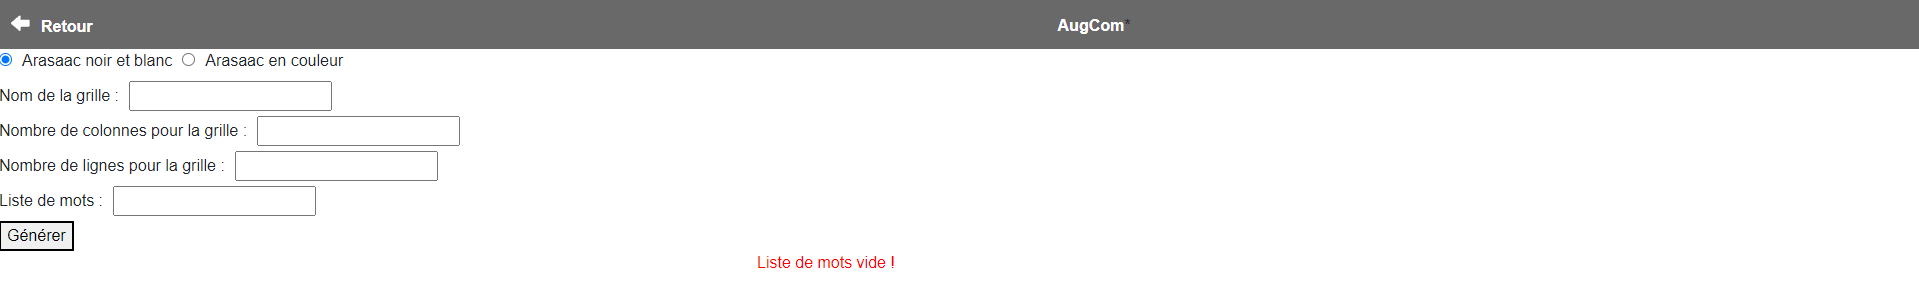 Retour AugCom*
Arasaac noir et blanc Arasaac en couleur
Nom de la grille :
Nombre de colonnes pour la grille :
Nombre de lignes pour la grille :
Liste de mots :
Générer
Liste de mots vide !